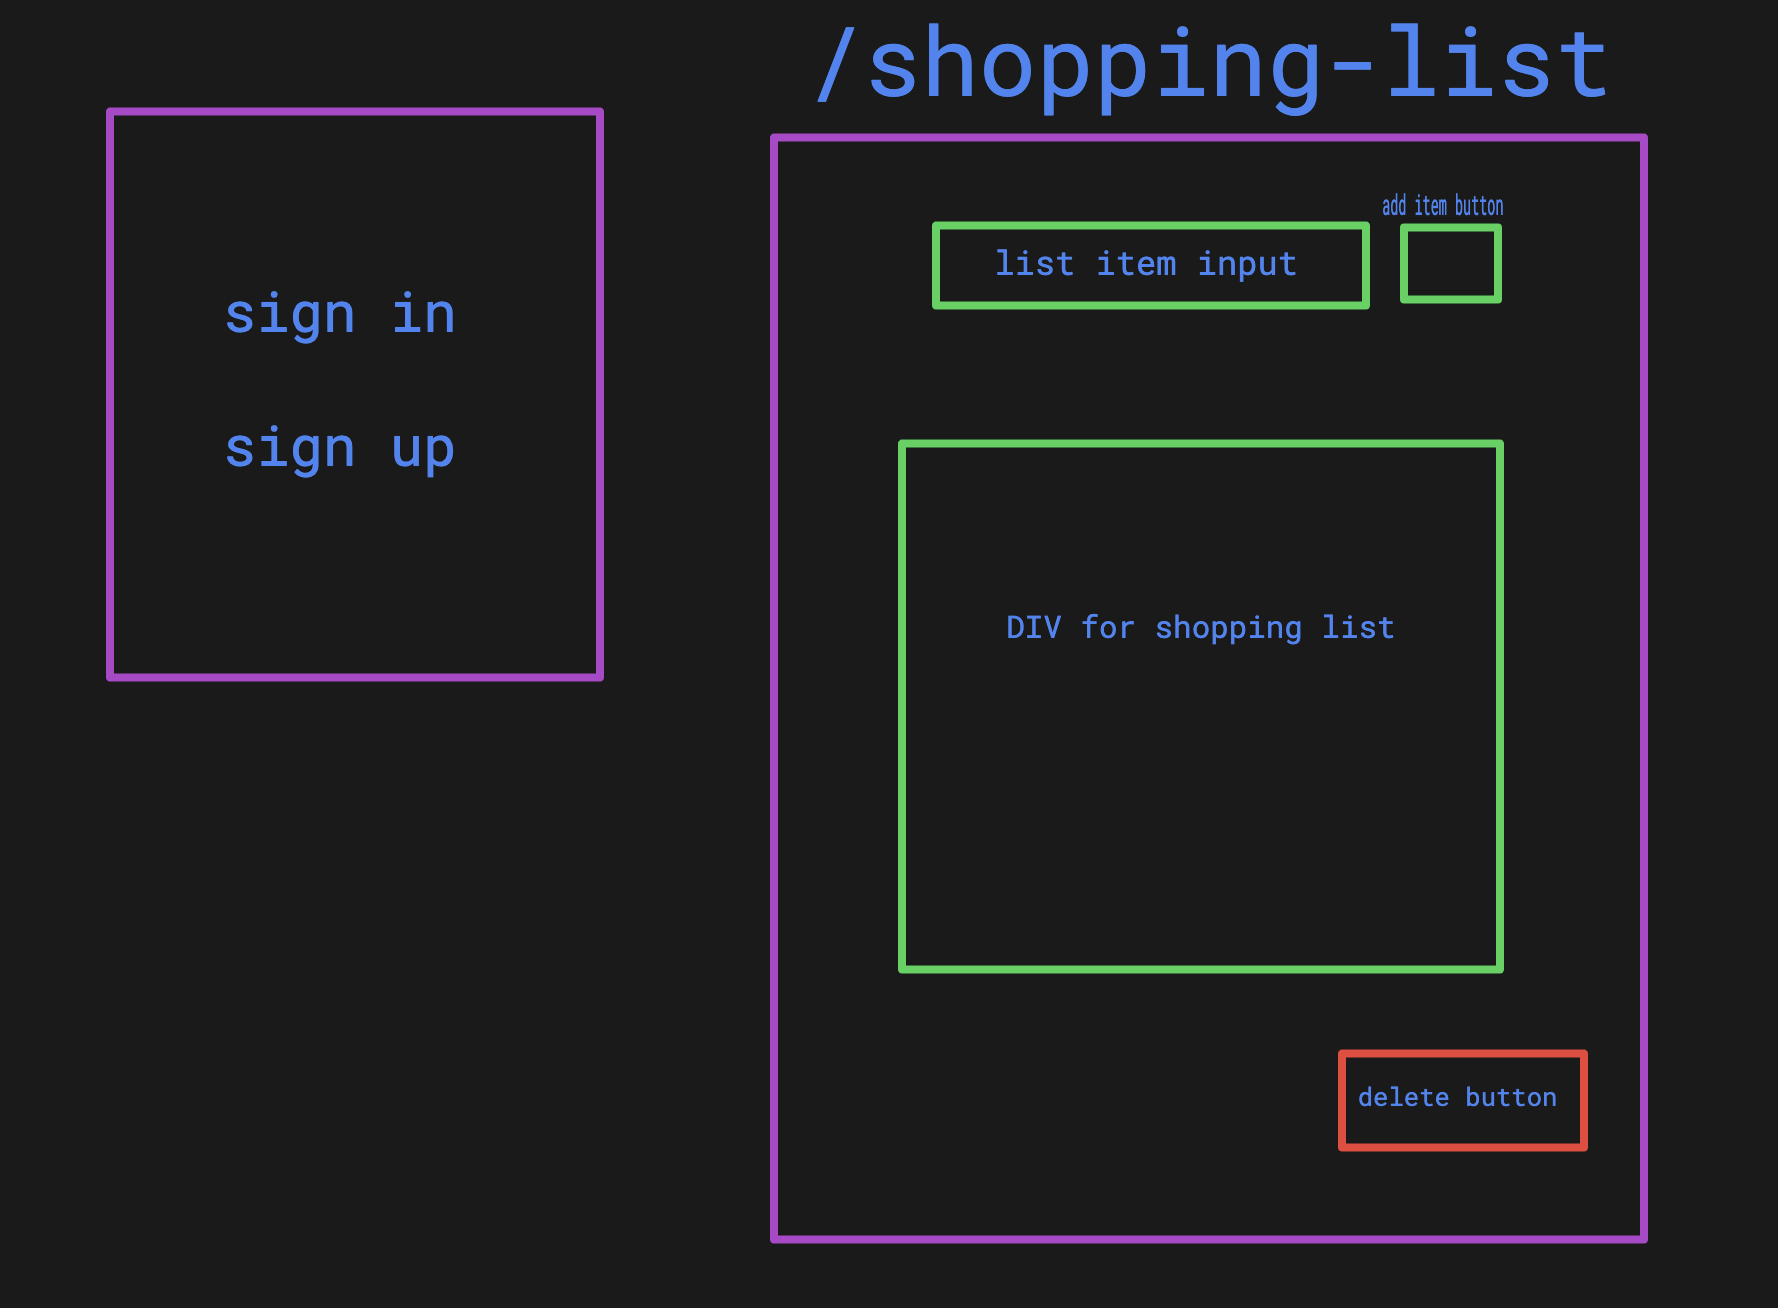 /shopping-list
sign in
sign up
add item button
list item input
DIV for shopping list
delete button